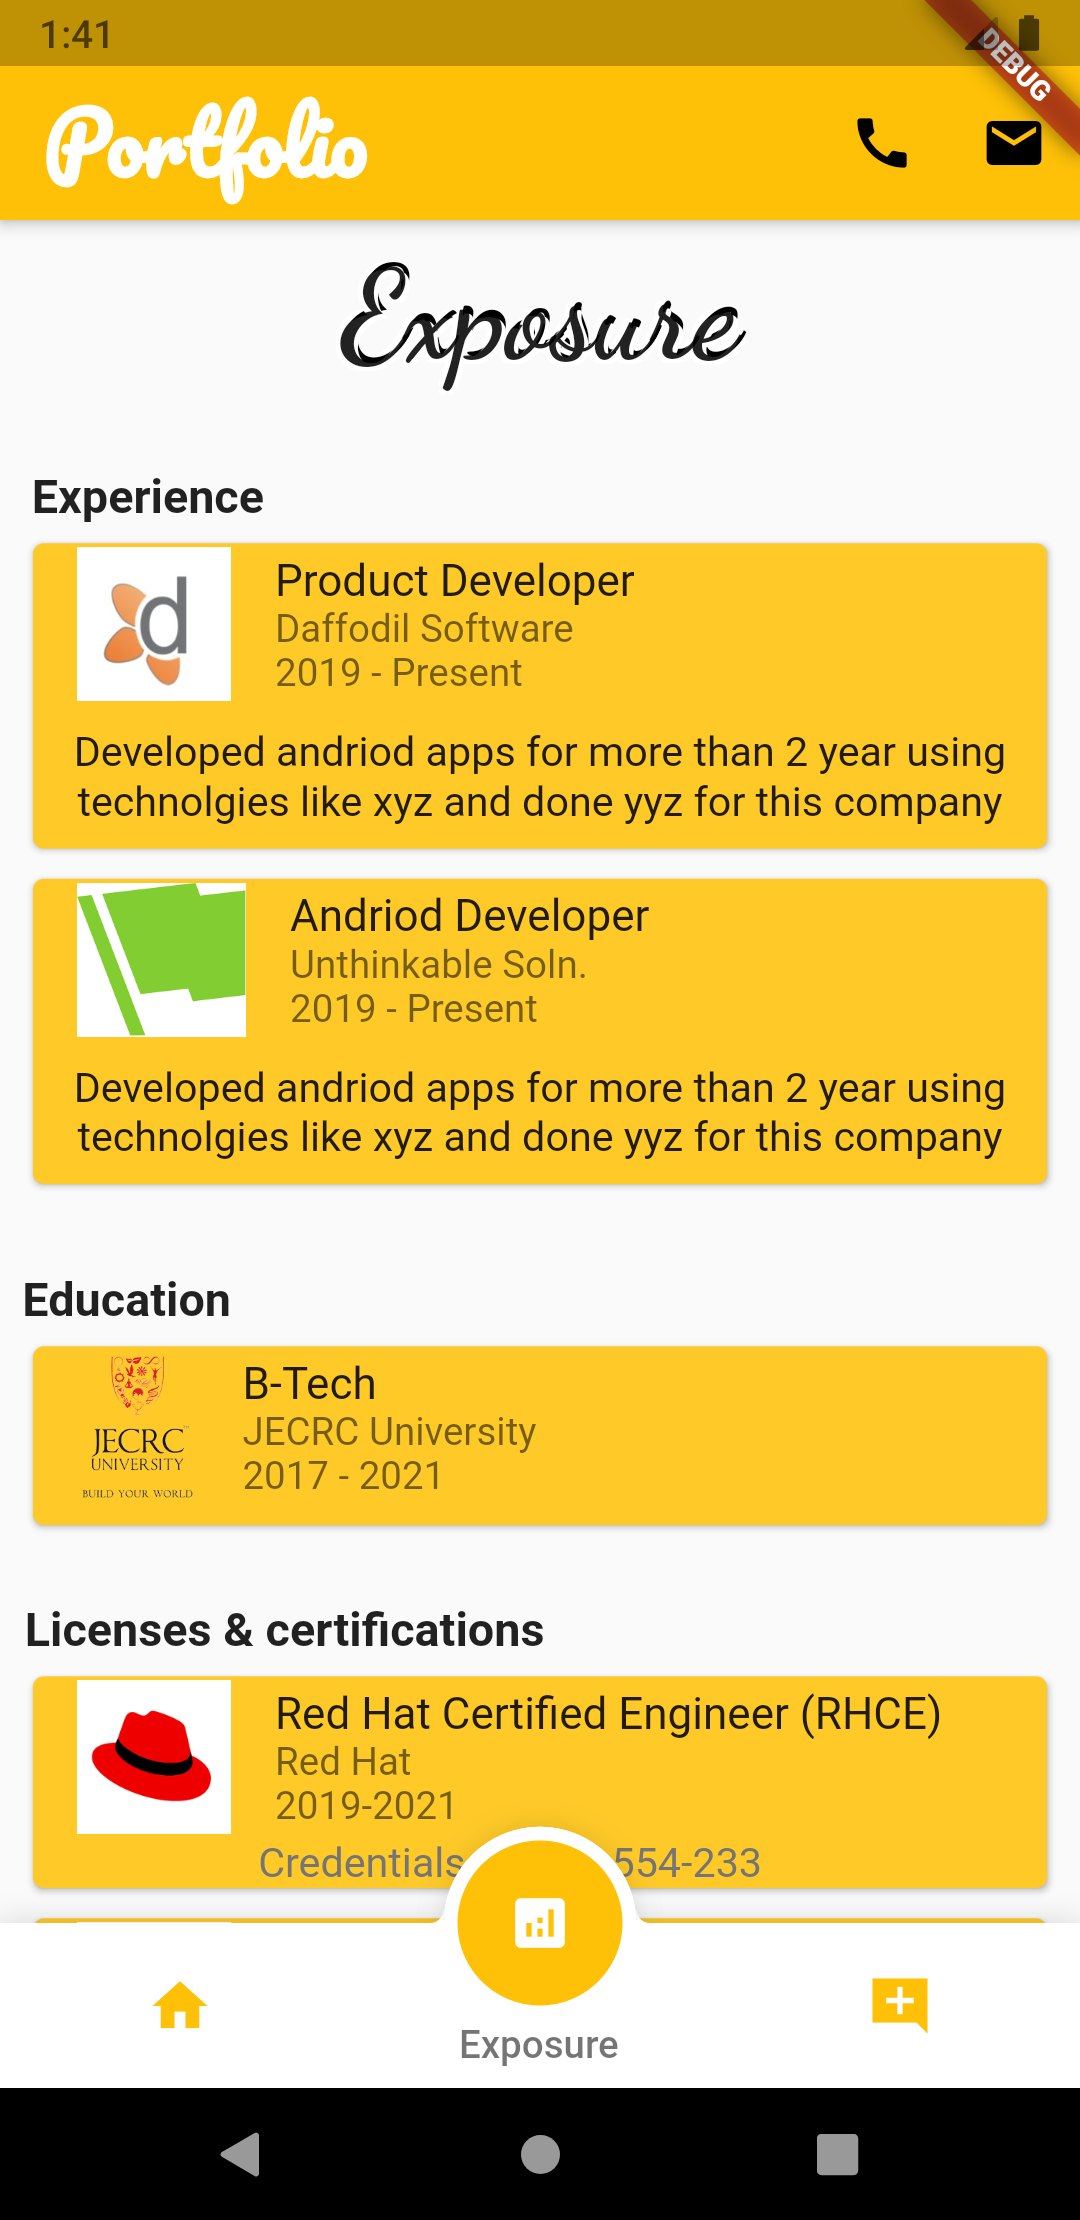 1:41
DEBUG
Portfolio
Exposure
Experience
d
Product Developer
Daffodil Software
2019 - Present
Developed andriod apps for more than 2 year using
technolgies like xyz and done yyz for this company
Andriod Developer
Unthinkable Soln.
2019 - Present
Developed andriod apps for more than 2 year using
technolgies like xyz and done yyz for this company
Education
JECRC
UNIVERSITY
BUILD YOUR WORLD
B-Tech
JECRC University
2017 - 2021
Licenses & certifications
Red Hat Certified Engineer (RHCE)
Red Hat
2019-2021
Credentials 554-233
Exposure